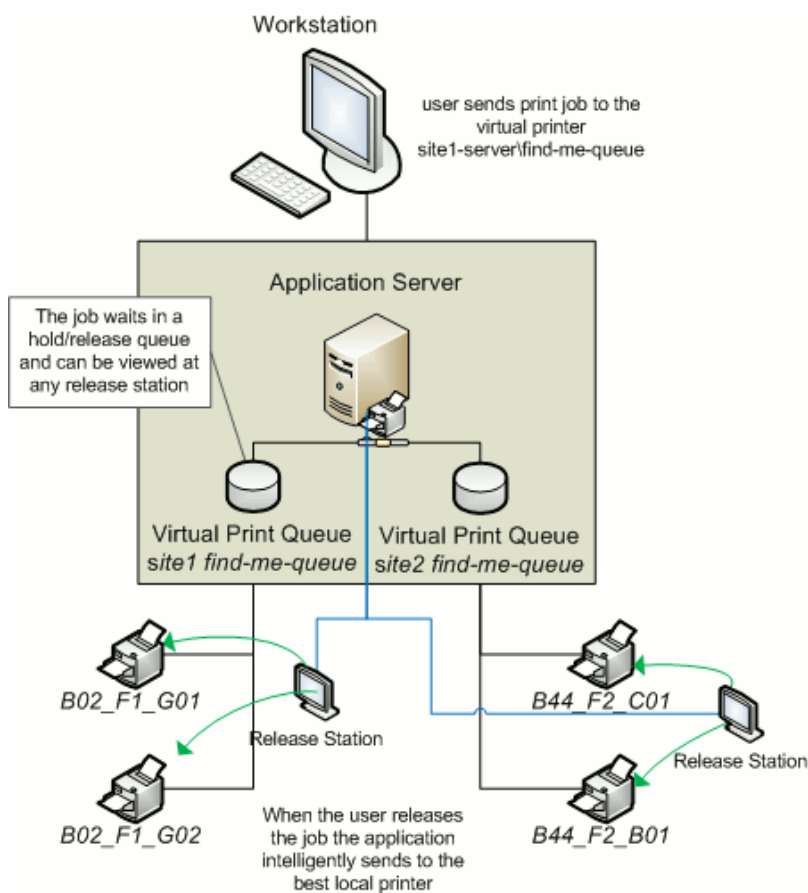 Workstation
user sends print job to the
virtual printer
site1-server\find-me-queue
Application Server
The job waits in a
hold/release queue
and can be viewed at
any release station
Virtual Print Queue
site1 find-me-queue
Virtual Print Queue
site2 find-me-queue
B02_F1_G01
Release Station
B44_F2_C01
Release Station
B02_F1_G02
When the user releases
the job the application
intelligently sends to the
best local printer
B44_F2_B01